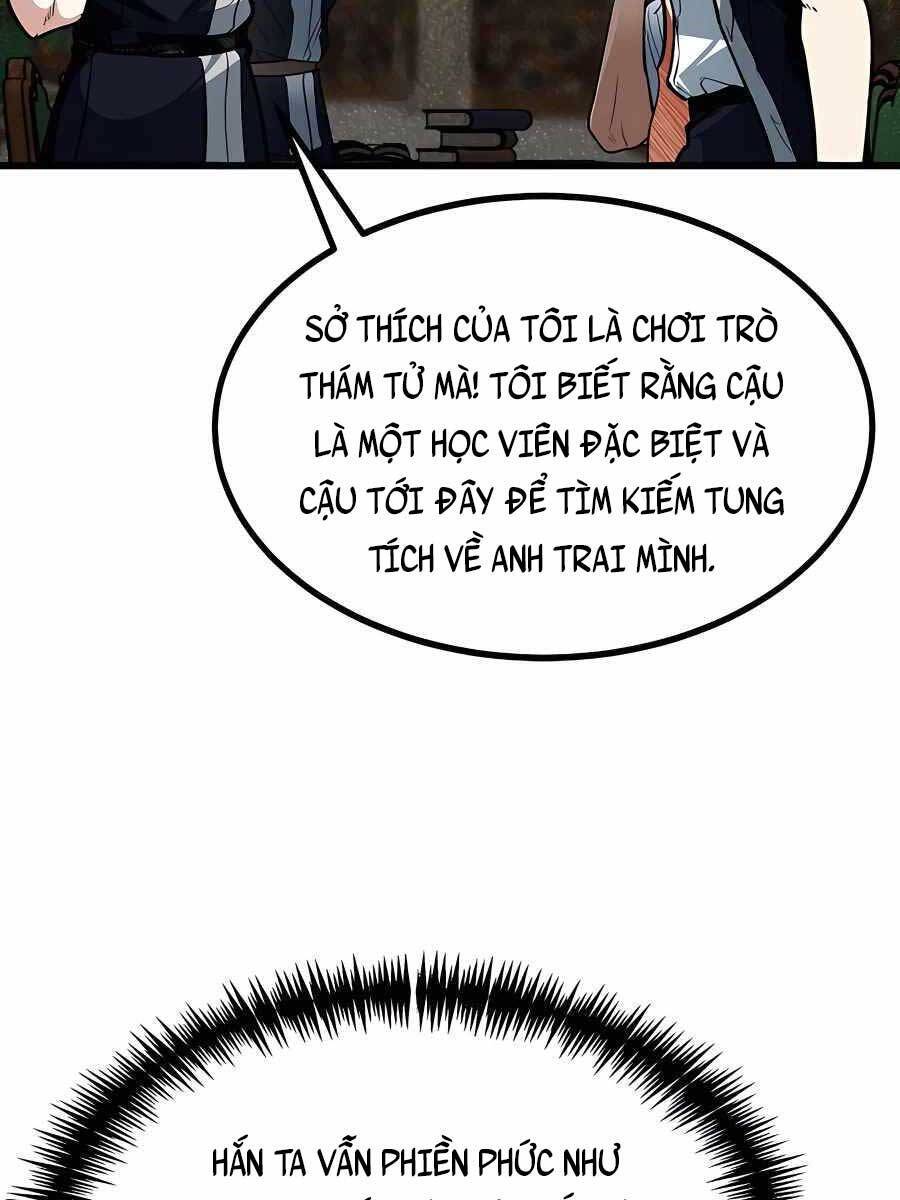 SỞ THÍCH CỦA TÔI LÀ CHƠI TRÒ
THÁM TỬ MÀ! TÔI BIẾT RẰNG CẬU
LÀ MỘT HỌC VIÊN ĐẶC BIỆT VÀ
CẬU TỚI ĐÂY ĐỂ TÌM KIẾM TUNG
TÍCH VỀ ANH TRAI MÌNH.
HẮN TA VẪN PHIỀN PHỨC NHƯ